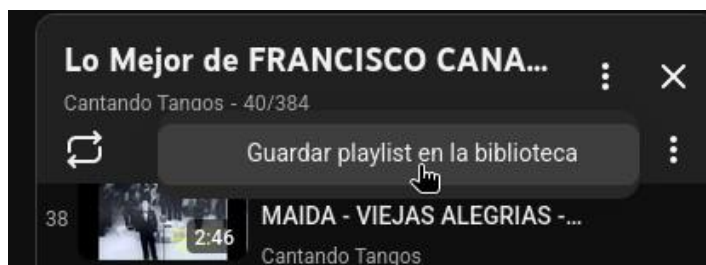 Lo Mejor de FRANCISCO CANA...
Cantando Tangos - 40/384
Guardar playlist en la biblioteca
38
2:46
MAIDA - VIEJAS ALEGRIAS -...
Cantando Tangos